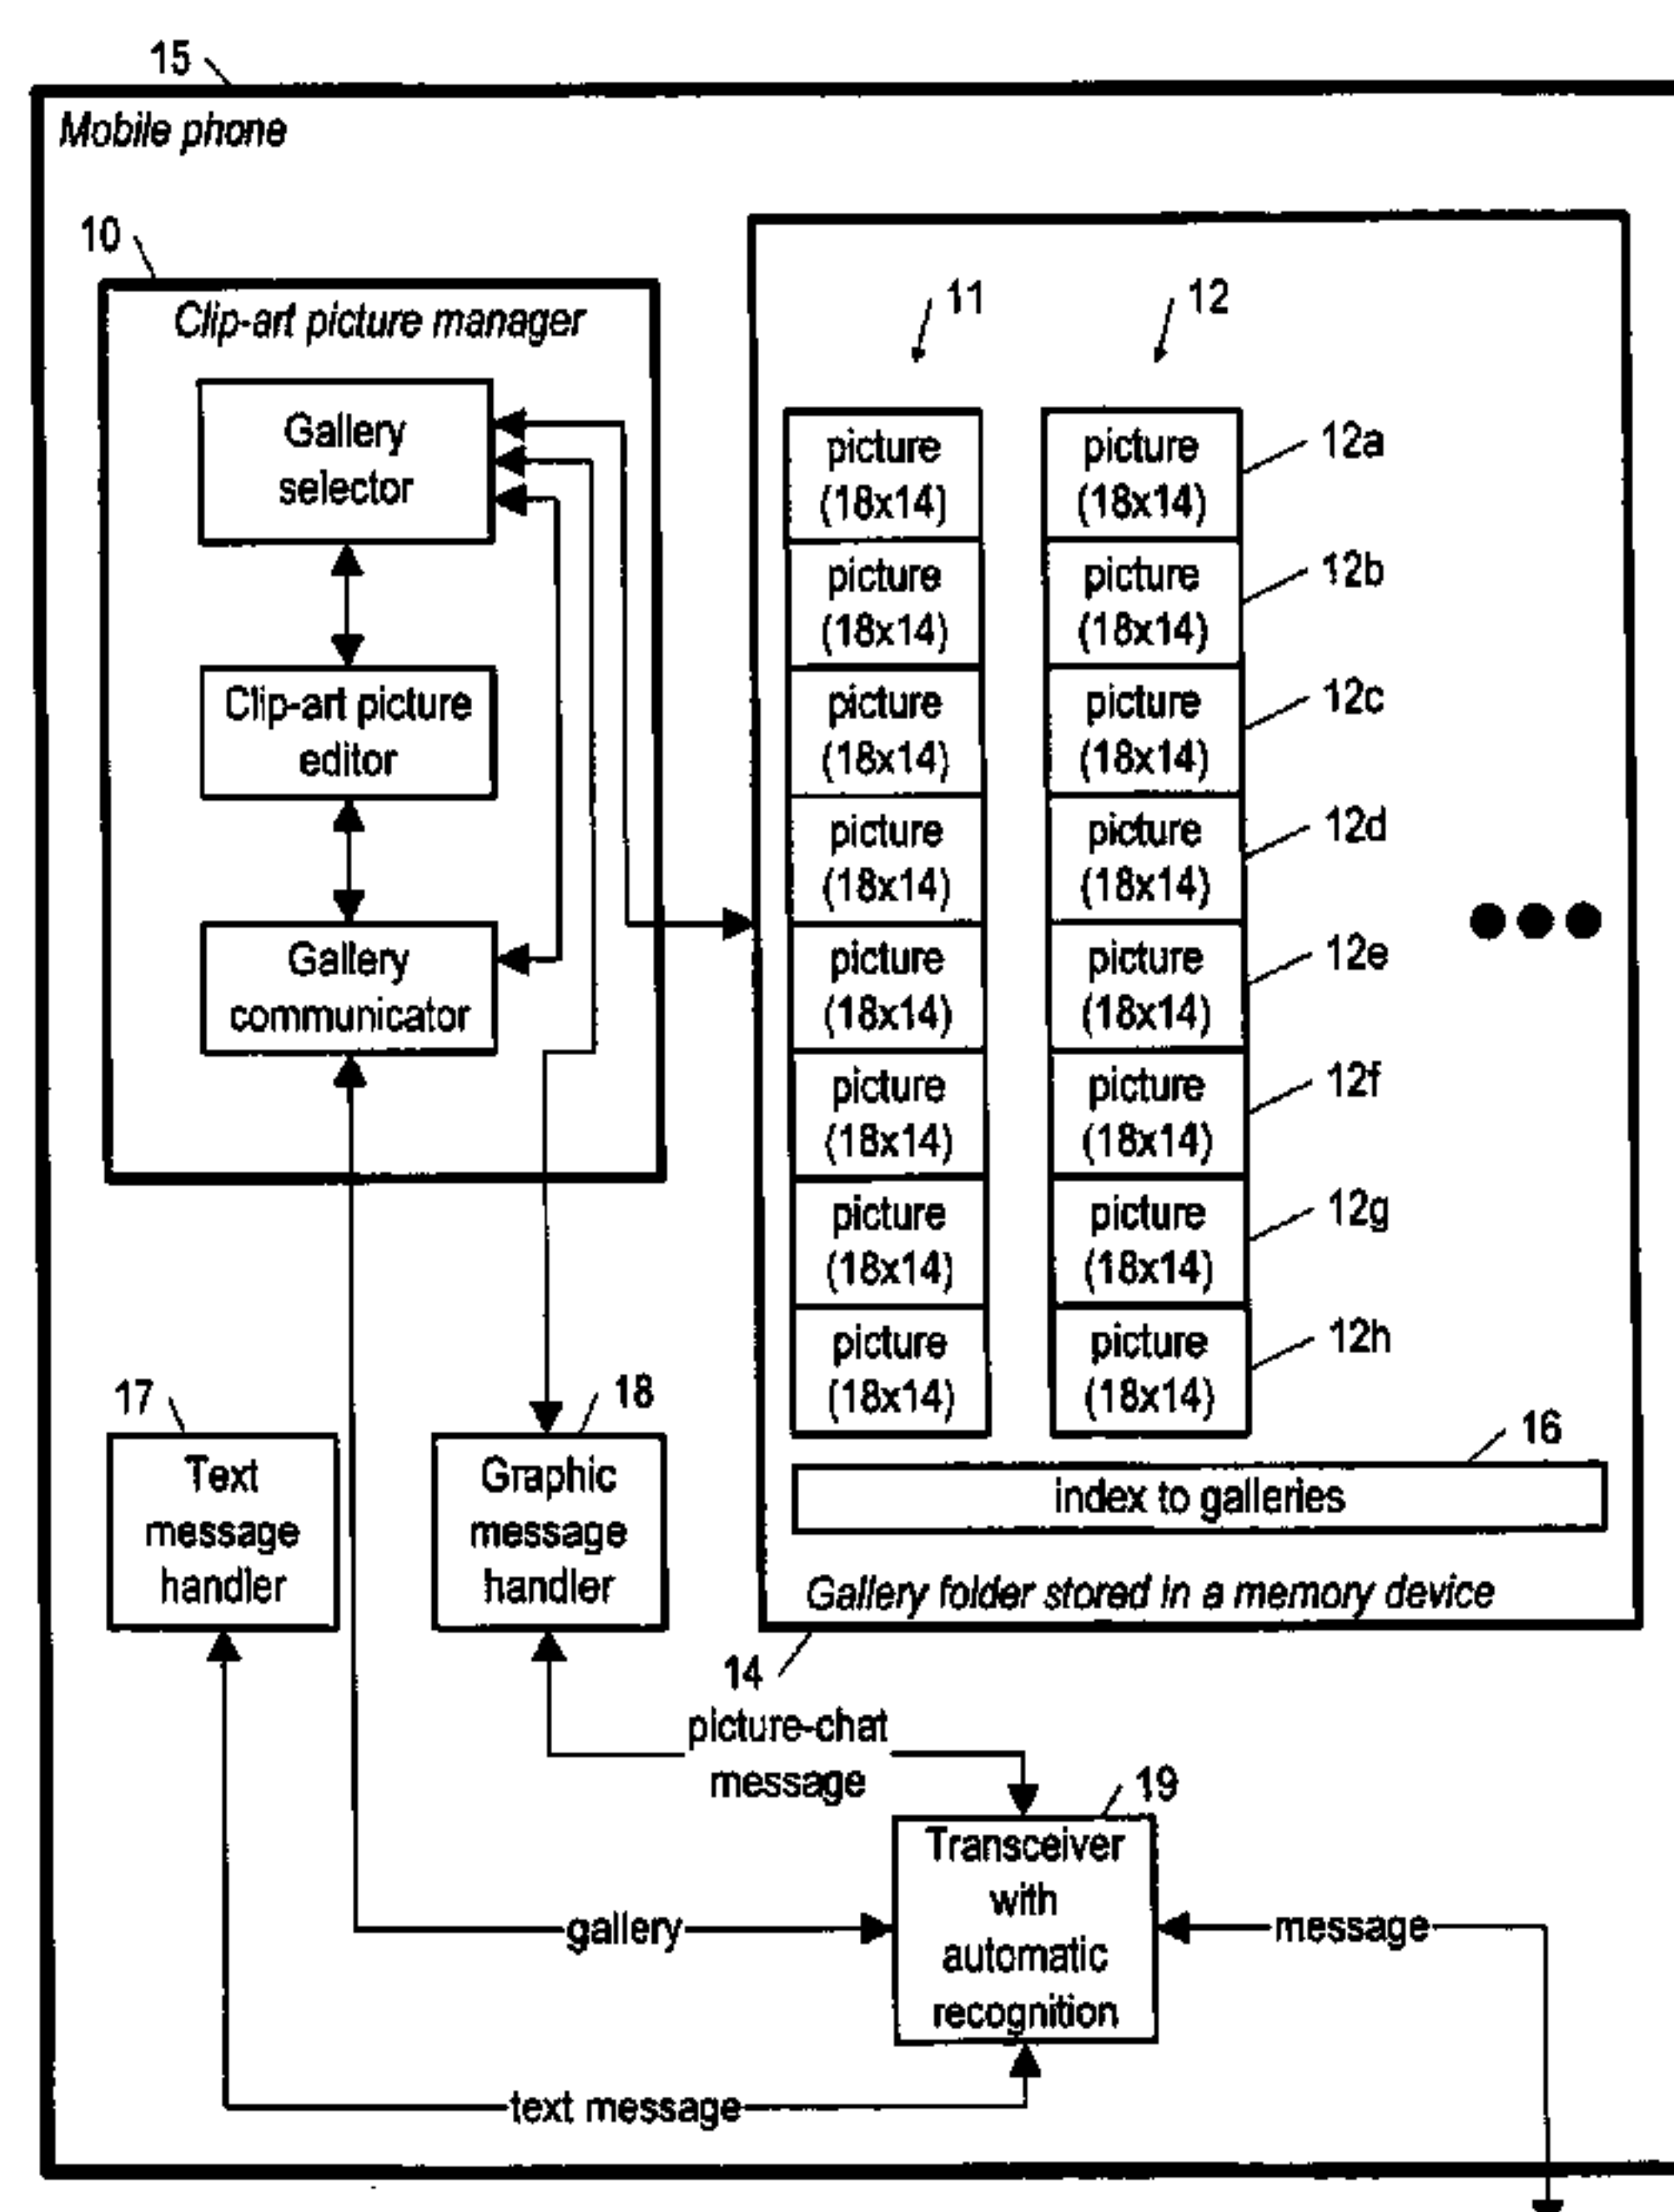 15
Mobile phone
10
Clip-art picture manager
Gallery
selector
Clip-art picture
editor
Gallery
communicator
11
12
picture
(18x14)
picture
(18x14)
picture
(18x14)
picture
(18x14)
picture
(18x14)
picture
(18x14)
picture
(18x14)
picture
(18x14)
picture
(18x14)
picture
(18x14)
picture
(18x14)
picture
(18x14)
picture
(18x14)
picture
(18x14)
picture
(18x14)
picture
(18x14)
12a
12b
12c
12d
12e
12f
12g
12h
16
index to galleries
Gallery folder stored in a memory device
14
17
Text
message
handler
18
Graphic
message
handler
picture-chat
message
19
Transceiver
with
automatic
recognition
gallery
message
text message